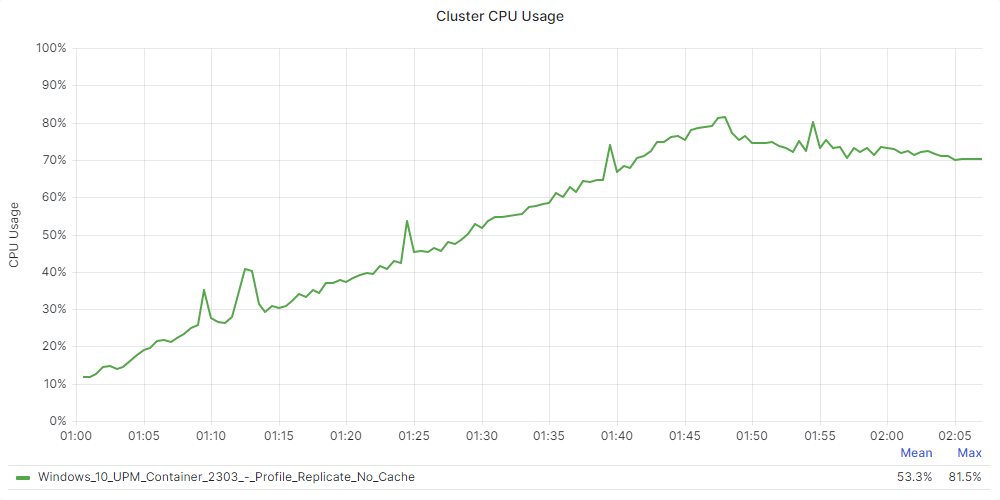 Cluster CPU Usage
100%
90%
80%
70%
60%
50%
40%
30%
20%
10%
0%
CPU Usage
01:00 01:05 01:10 01:15 01:20 01:25 01:30 01:35 01:40 01:45 01:50 01:55 02:00 02:05
Mean Max
Windows_10_UPM_Container_2303_-_Profile_Replicate_No_Cache 53.3% 81.5%